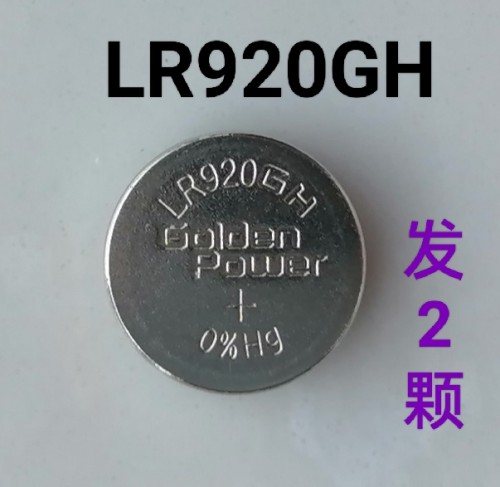 LR920GH
LR920GH
Golden
Power
+
0%Hg
发
2
颗